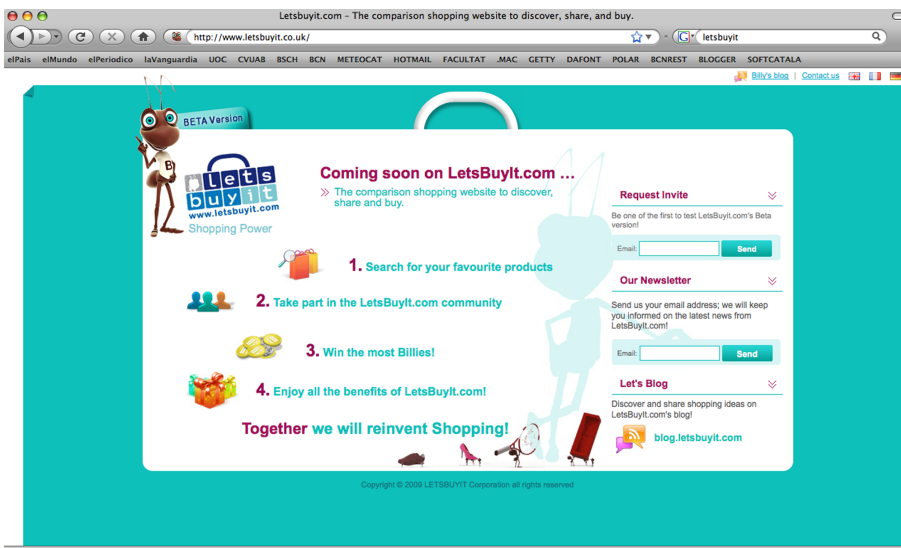 Letsbuyit.com – The comparison shopping website to discover, share, and buy.
http://www.letsbuyit.co.uk/
letsbuyit
elPais elMundo elPeriodico laVanguardia UOC CVUAB BSCH BCN METEOCAT HOTMAIL FACULTAT .MAC GETTY DAFONT POLAR BCNREST BLOGGER SOFTCATALA
Billy's blog | Contact us
BETA Version
B
Lets
buy it
www.letsbuyit.com
Shopping Power
Coming soon on LetsBuyIt.com ...
The comparison shopping website to discover,
share and buy.
1. Search for your favourite products
2. Take part in the LetsBuyIt.com community
3. Win the most Billies!
4. Enjoy all the benefits of LetsBuyIt.com!
Together we will reinvent Shopping!
Request Invite
Be one of the first to test LetsBuyIt.com's Beta
version!
Email: Send
Our Newsletter
Send us your email address; we will keep
you informed on the latest news from
LetsBuyIt.com!
Email: Send
Let's Blog
Discover and share shopping ideas on
LetsBuyIt.com's blog!
blog.letsbuyit.com
Copyright © 2009 LETSBUYIT Corporation all rights reserved